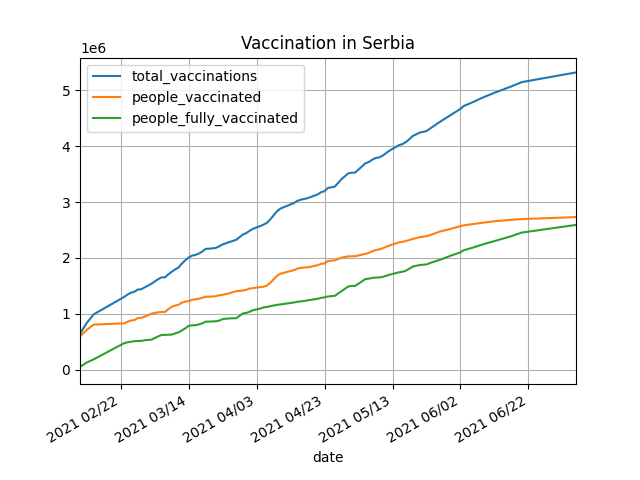 Vaccination in Serbia
1e6
total_vaccinations
people_vaccinated
people_fully_vaccinated
5
4
3
2
1
0
2021 02/22
2021 03/14
2021 04/03
2021 04/23
2021 05/13
2021 06/02
2021 06/22
date